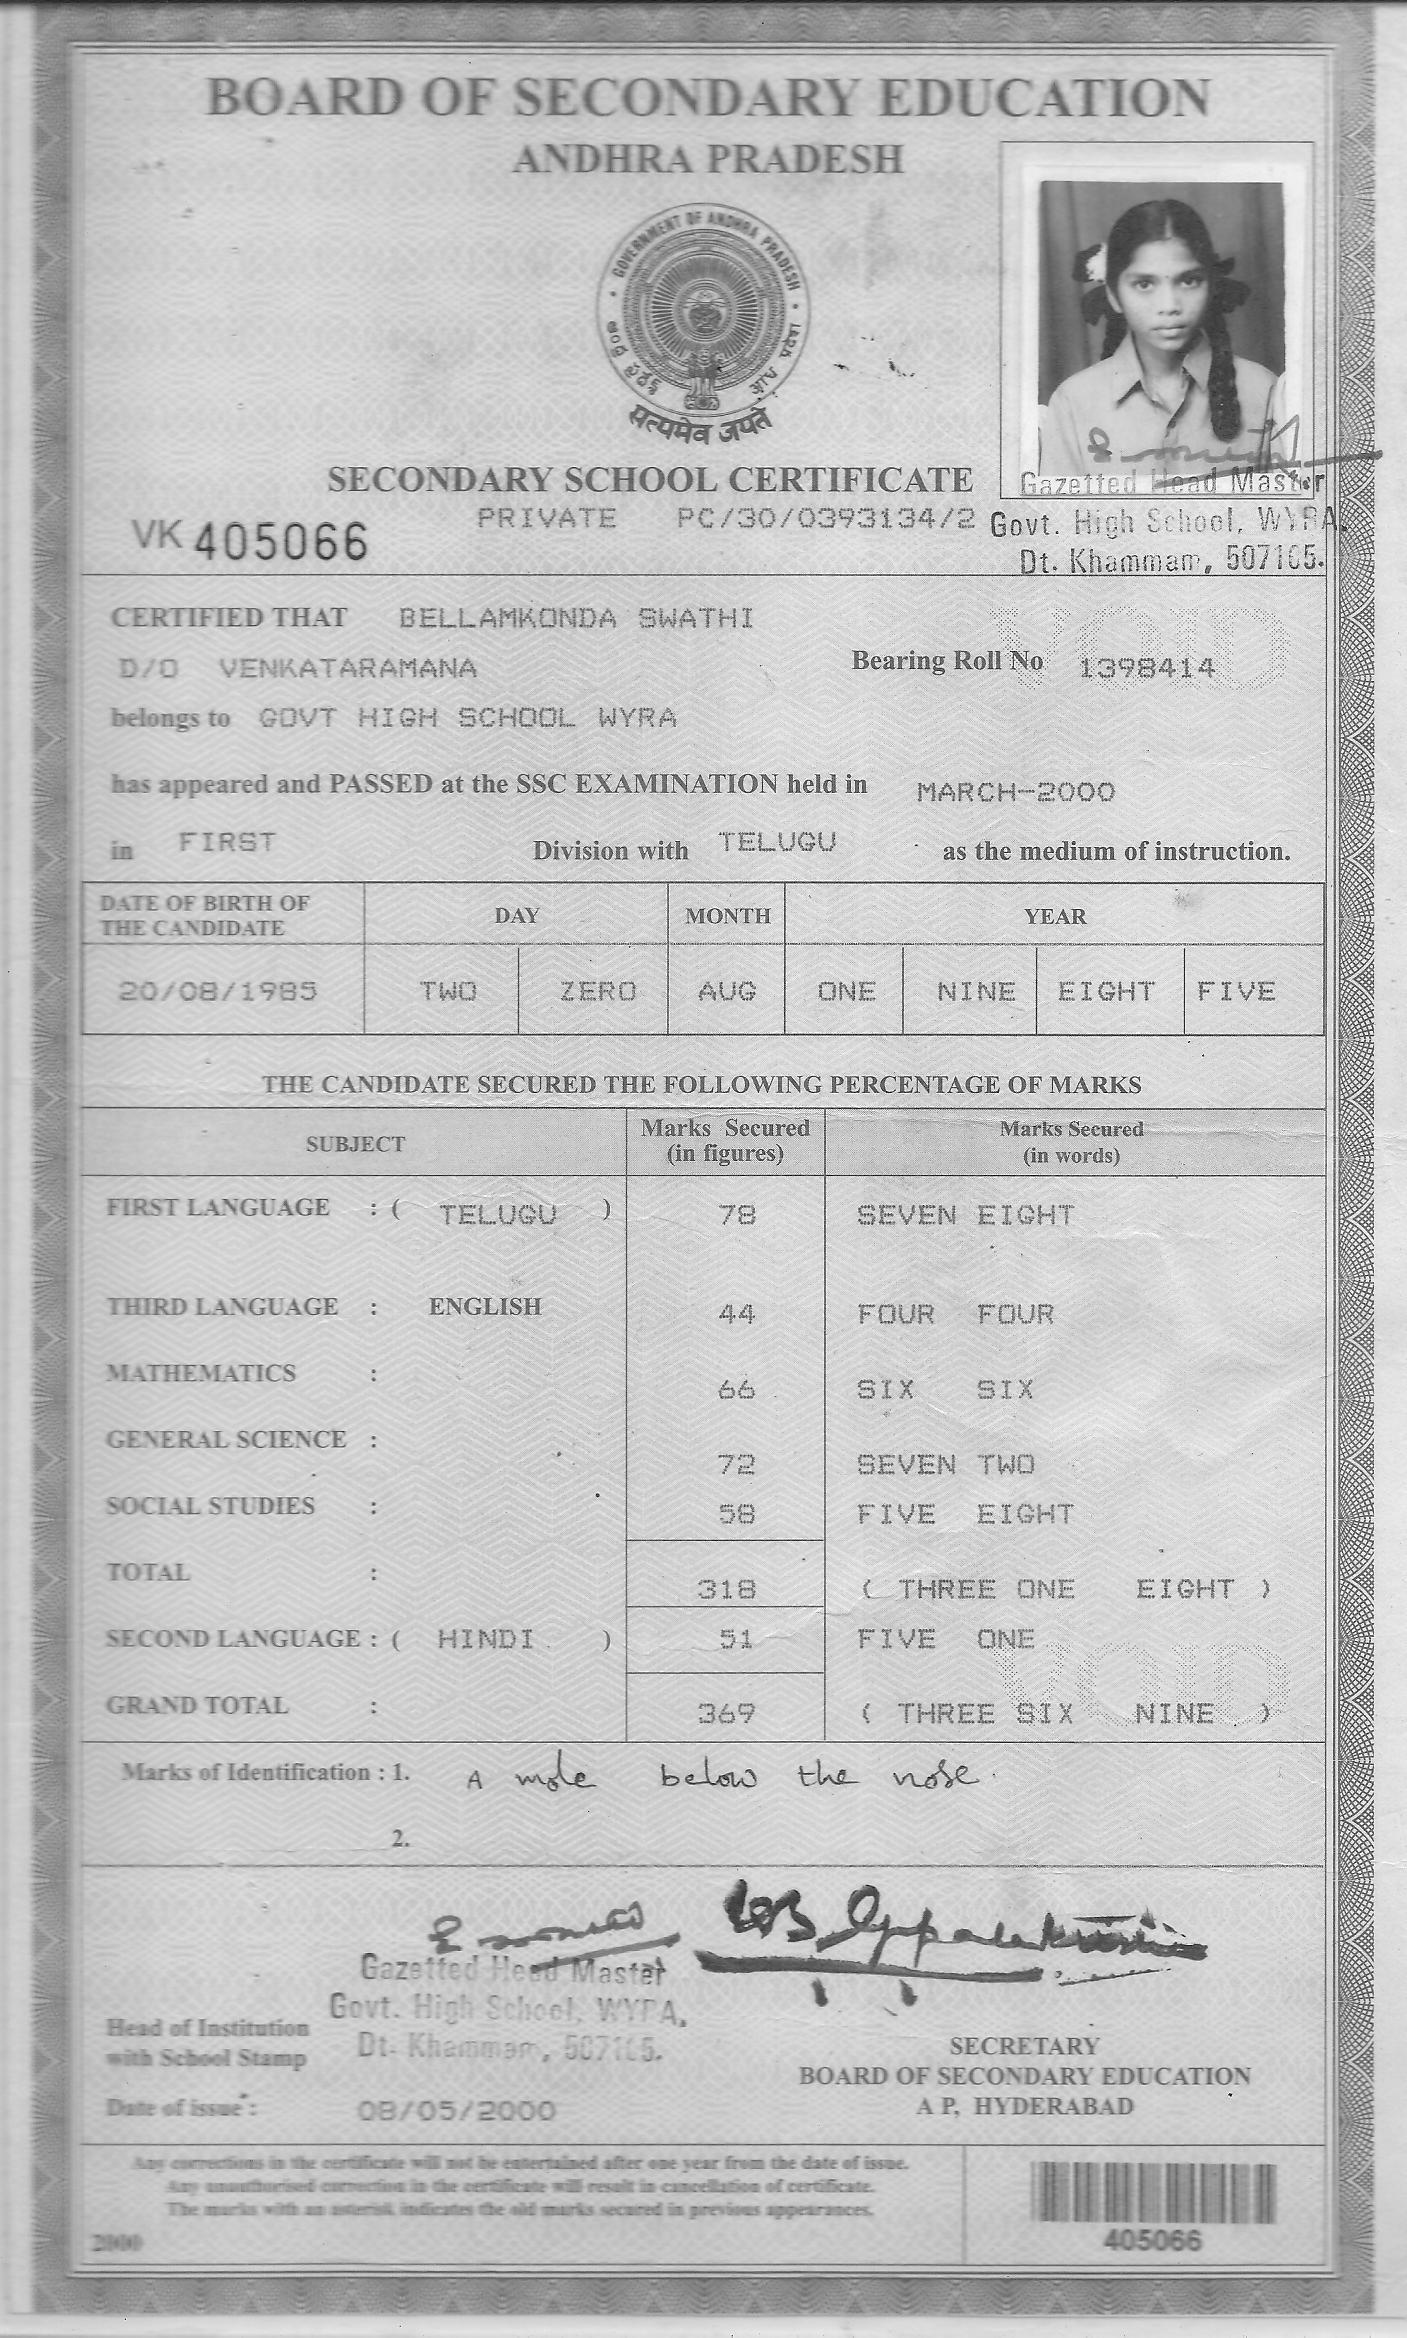 BOARD OF SECONDARY EDUCATION
ANDHRA PRADESH
GOVERNMENT OF ANDHRA PRADESH
ఆంధ్ర ప్రదేశ్
सत्यमेव जयते
SECONDARY SCHOOL CERTIFICATE
Gazetted Head Master
PRIVATE PC/30/0393134/2 Govt. High School, WYRA.
VK 405066
Dt. Khammam, 507165.
CERTIFIED THAT BELLAMKONDA SWATHI
VOID
D/O VENKATARAMANA Bearing Roll No 1398414
belongs to GOVT HIGH SCHOOL WYRA
has appeared and PASSED at the SSC EXAMINATION held in MARCH-2000
in FIRST Division with TELUGU as the medium of instruction.
DATE OF BIRTH OF THE CANDIDATE DAY MONTH YEAR
20/08/1985 TWO ZERO AUG ONE NINE EIGHT FIVE
THE CANDIDATE SECURED THE FOLLOWING PERCENTAGE OF MARKS
SUBJECT Marks Secured (in figures) Marks Secured (in words)
FIRST LANGUAGE : ( TELUGU ) 78 SEVEN EIGHT
THIRD LANGUAGE : ENGLISH 44 FOUR FOUR
MATHEMATICS : 66 SIX SIX
GENERAL SCIENCE : 72 SEVEN TWO
SOCIAL STUDIES : 58 FIVE EIGHT
TOTAL : 318 ( THREE ONE EIGHT )
SECOND LANGUAGE : ( HINDI ) 51 FIVE ONE
VOID
GRAND TOTAL : 369 ( THREE SIX NINE )
Marks of Identification : 1. A mole below the nose.
2.
Gazetted Head Master
Govt. High School, WYRA,
Dt. Khammam, 507165.
Head of Institution
with School Stamp
SECRETARY
BOARD OF SECONDARY EDUCATION
A P, HYDERABAD
Date of issue : 08/05/2000
Any corrections in the certificate will not be entertained after one year from the date of issue.
Any unauthorised correction in the certificate will result in cancellation of certificate.
The marks with an asterisk indicates the old marks secured in previous appearances.
2000
405066